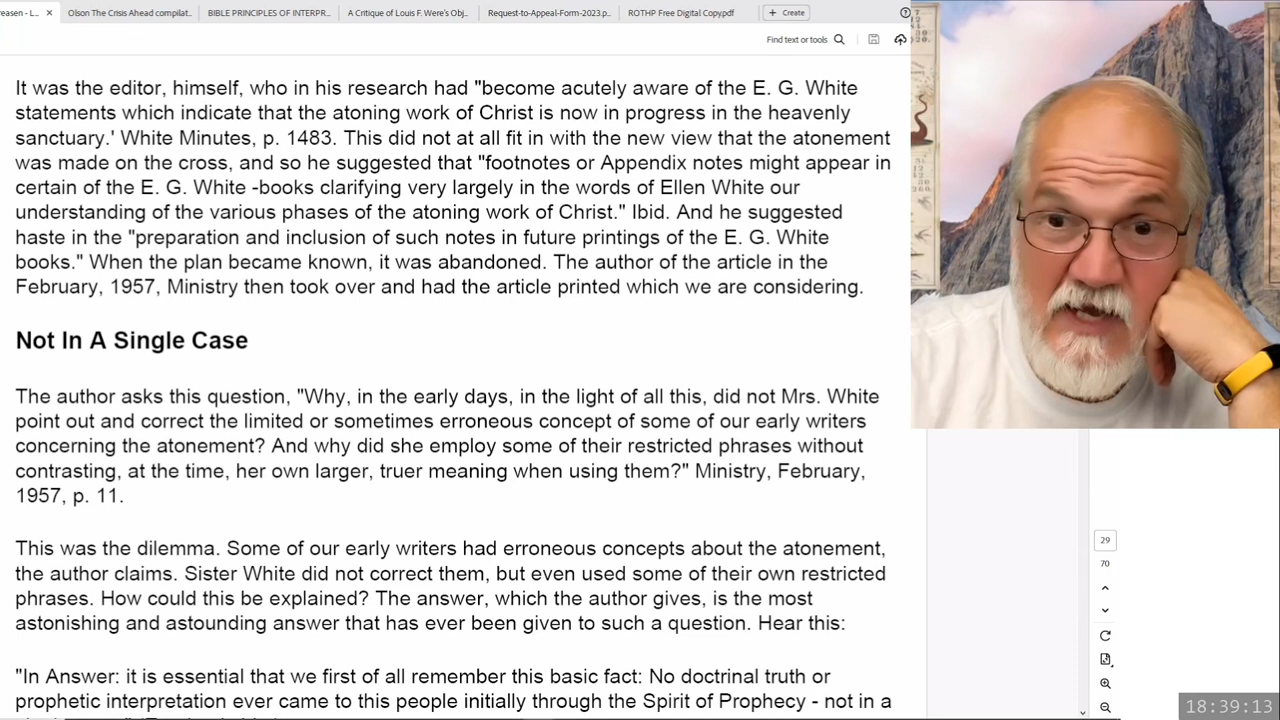 reasen - L...
Olson The Crisis Ahead compilat...
BIBLE PRINCIPLES OF INTERPR...
A Critique of Louis F. Were's Obj...
Request-to-Appeal-Form-2023.p...
ROTHP Free Digital Copy.pdf
+ Create
Find text or tools
It was the editor, himself, who in his research had "become acutely aware of the E. G. White
statements which indicate that the atoning work of Christ is now in progress in the heavenly
sanctuary.' White Minutes, p. 1483. This did not at all fit in with the new view that the atonement
was made on the cross, and so he suggested that "footnotes or Appendix notes might appear in
certain of the E. G. White -books clarifying very largely in the words of Ellen White our
understanding of the various phases of the atoning work of Christ." Ibid. And he suggested
haste in the "preparation and inclusion of such notes in future printings of the E. G. White
books." When the plan became known, it was abandoned. The author of the article in the
February, 1957, Ministry then took over and had the article printed which we are considering.
Not In A Single Case
The author asks this question, "Why, in the early days, in the light of all this, did not Mrs. White
point out and correct the limited or sometimes erroneous concept of some of our early writers
concerning the atonement? And why did she employ some of their restricted phrases without
contrasting, at the time, her own larger, truer meaning when using them?" Ministry, February,
1957, p. 11.
This was the dilemma. Some of our early writers had erroneous concepts about the atonement,
the author claims. Sister White did not correct them, but even used some of their own restricted
phrases. How could this be explained? The answer, which the author gives, is the most
astonishing and astounding answer that has ever been given to such a question. Hear this:
"In Answer: it is essential that we first of all remember this basic fact: No doctrinal truth or
prophetic interpretation ever came to this people initially through the Spirit of Prophecy - not in a
29
70
18:39:13